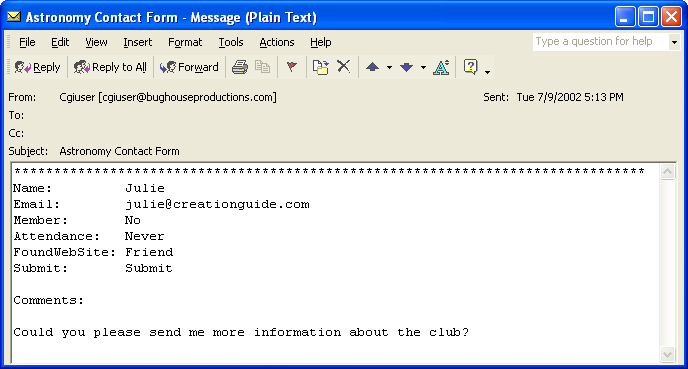 Astronomy Contact Form - Message (Plain Text)
File Edit View Insert Format Tools Actions Help Type a question for help
Reply Reply to All Forward
From: Cgiuser [cgiuser@bughouseproductions.com] Sent: Tue 7/9/2002 5:13 PM
To:
Cc:
Subject: Astronomy Contact Form
*******************************************************************************
Name: Julie
Email: julie@creationguide.com
Member: No
Attendance: Never
FoundWebSite: Friend
Submit: Submit
Comments:
Could you please send me more information about the club?